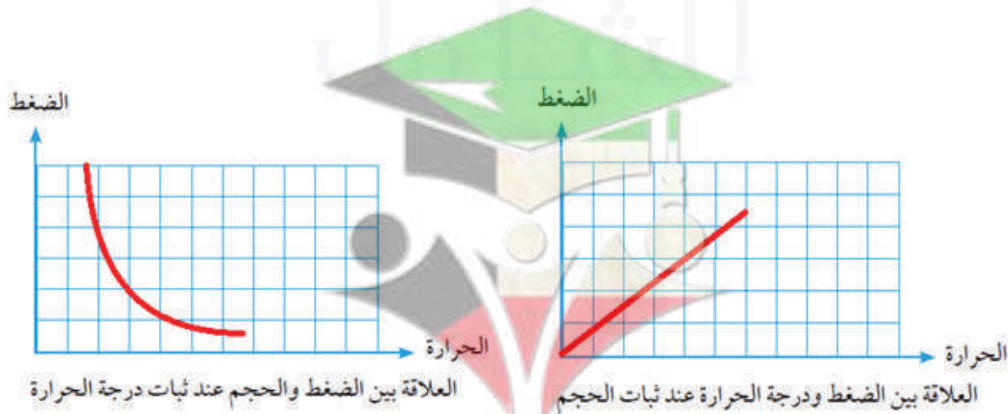 الشامل
الضغط
الضغط
الحرارة
الحرارة
العلاقة بين الضغط ودرجة الحرارة عند ثبات الحجم
العلاقة بين الضغط والحجم عند ثبات درجة الحرارة